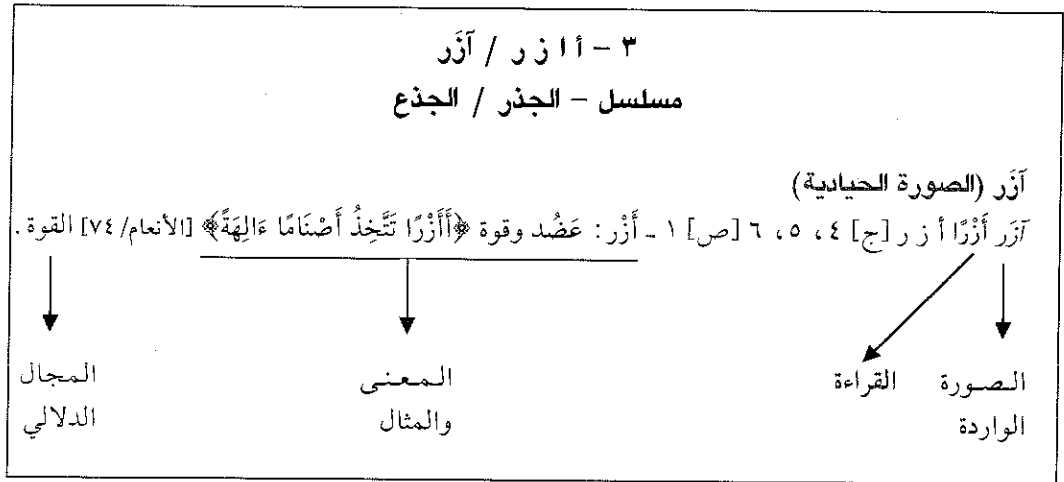 ٣ - أ ا ز ر / آزَر
مسلسل - الجذر / الجذع
آزَر (الصورة الحيادية)
آزَر أَزْرًا أ ز ر [ج] ٤، ٥، ٦ [ص] ١ ـ أَزْر: عَضُد وقوة ﴿أَأَزْرًا تَتَّخِذُ أَصْنَامًا ءَالِهَةً﴾ [الأنعام/ ٧٤] القوة.
الصورة القراءة المعنى المجال
الواردة والمثال الدلالي